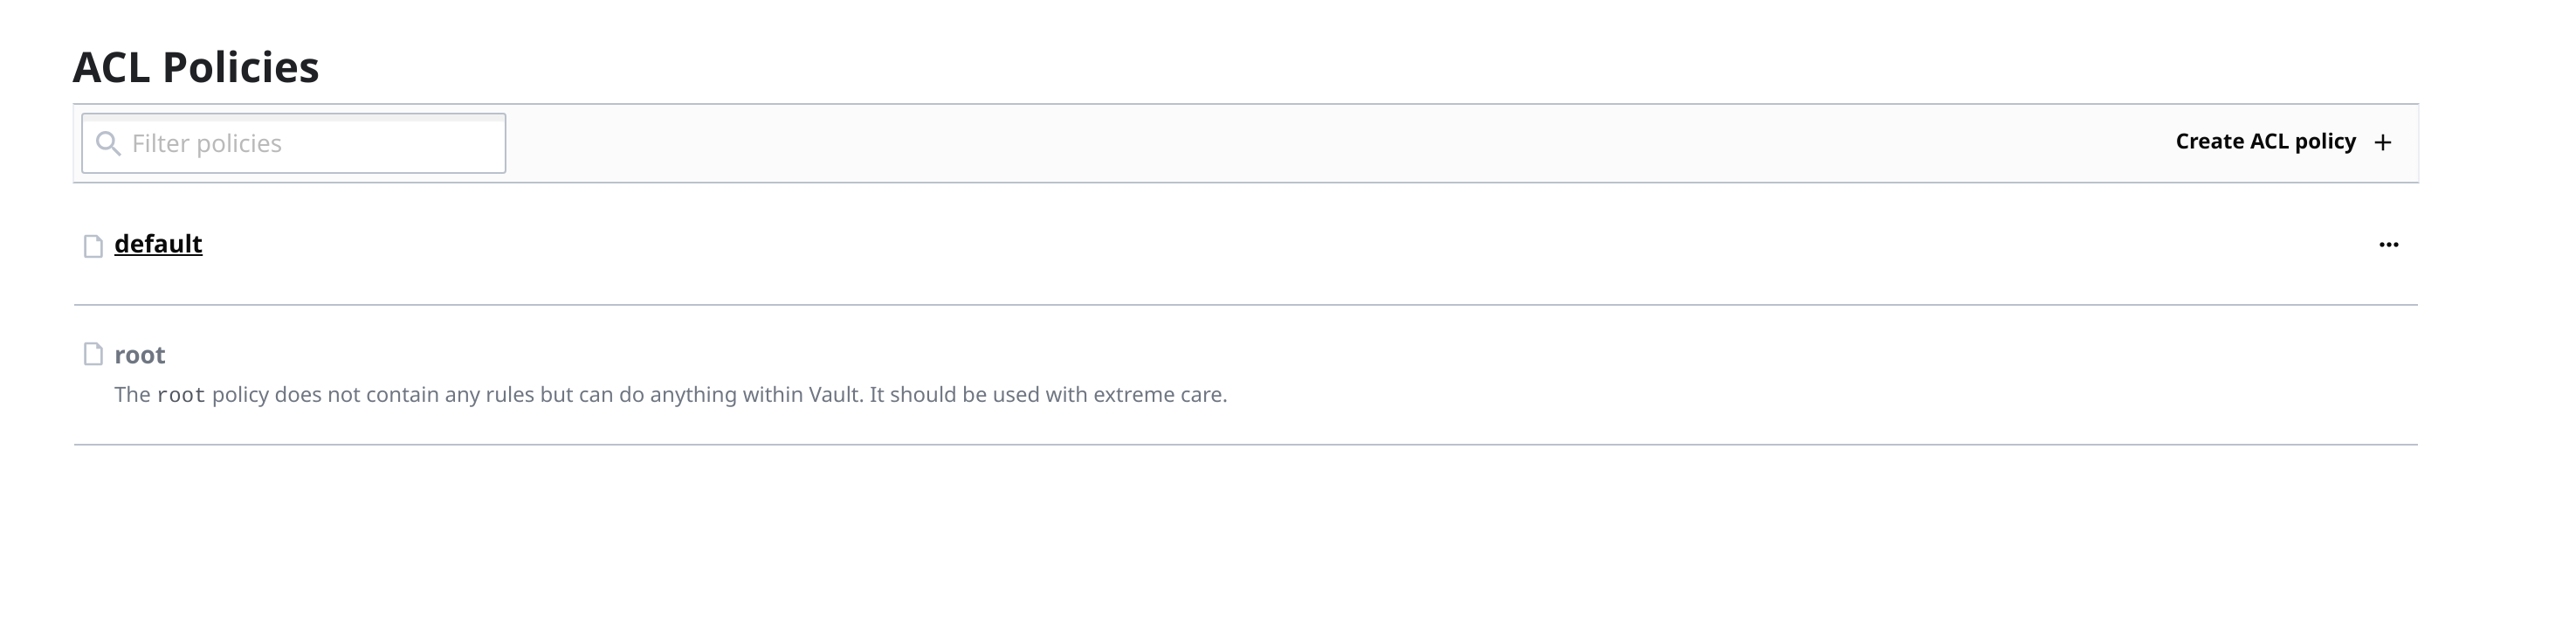 ACL Policies
Filter policies
Create ACL policy +
default
...
root
The root policy does not contain any rules but can do anything within Vault. It should be used with extreme care.